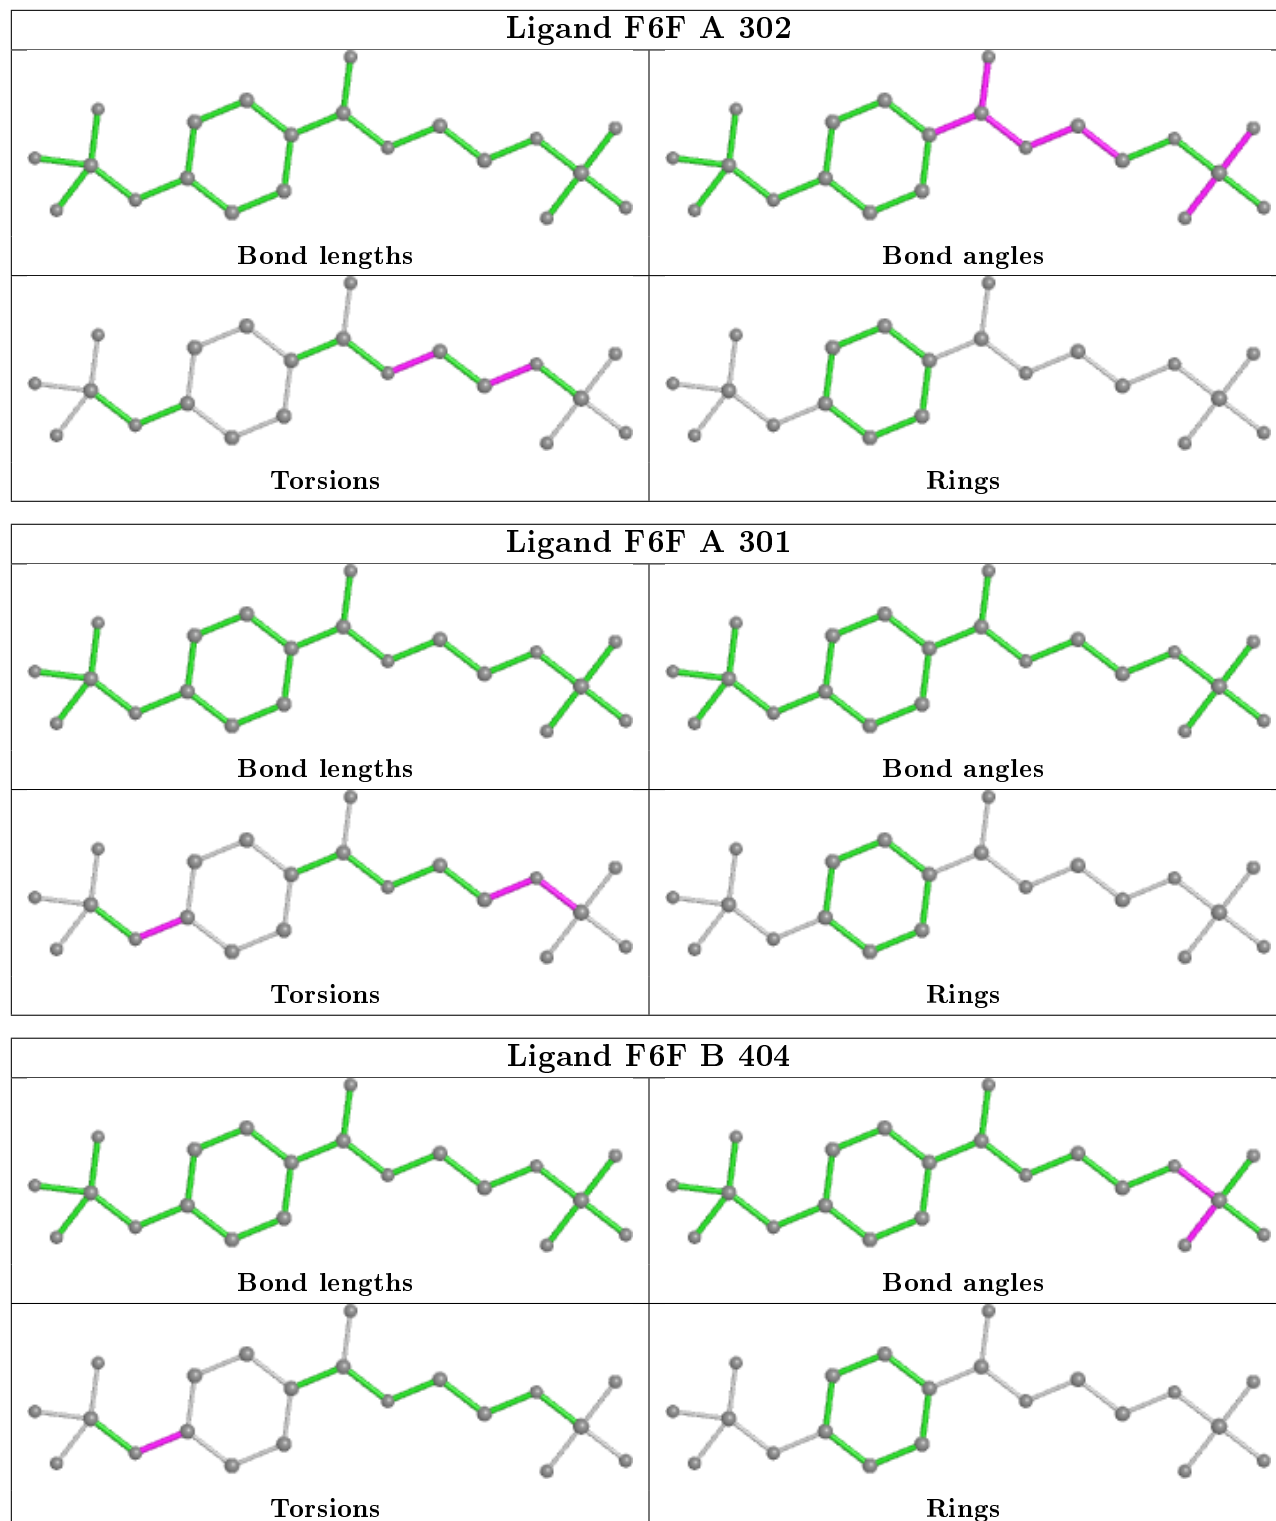 Ligand F6F A 302
Bond lengths
Bond angles
Torsions
Rings
Ligand F6F A 301
Bond lengths
Bond angles
Torsions
Rings
Ligand F6F B 404
Bond lengths
Bond angles
Torsions
Rings